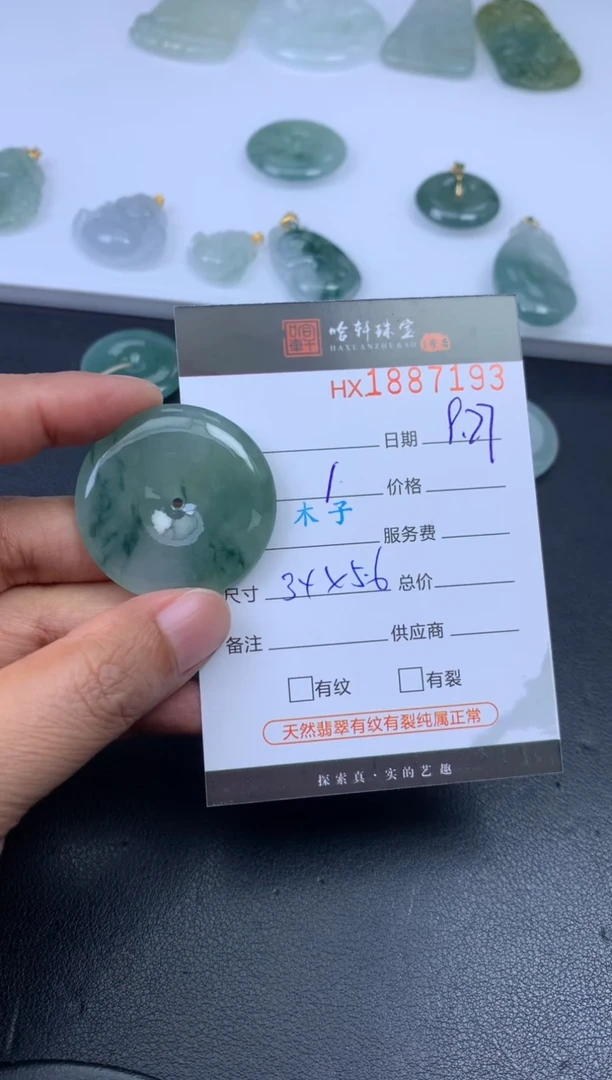 哈轩珠宝
HAXUANZHUBAO
HX1887193
日期 9.27
1 价格
木子
服务费
尺寸 34X5.6 总价
备注 供应商
有纹 有裂
天然翡翠有纹有裂纯属正常
探索真·实的艺趣